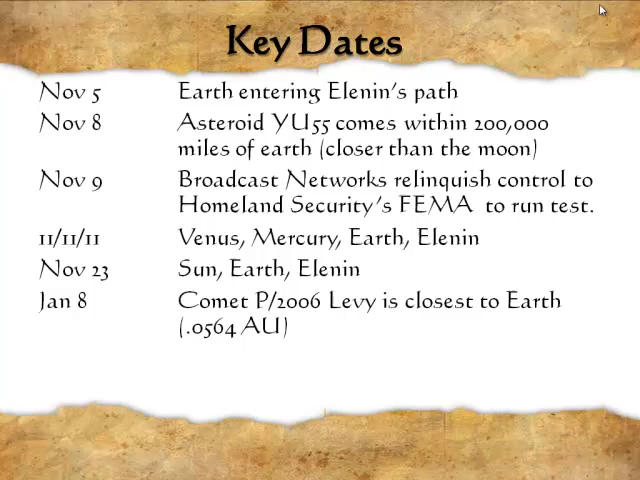 Key Dates
Nov 5 Earth entering Elenin's path
Nov 8 Asteroid YU55 comes within 200,000
miles of earth (closer than the moon)
Nov 9 Broadcast Networks relinquish control to
Homeland Security's FEMA to run test.
11/11/11 Venus, Mercury, Earth, Elenin
Nov 23 Sun, Earth, Elenin
Jan 8 Comet P/2006 Levy is closest to Earth
(.0564 AU)